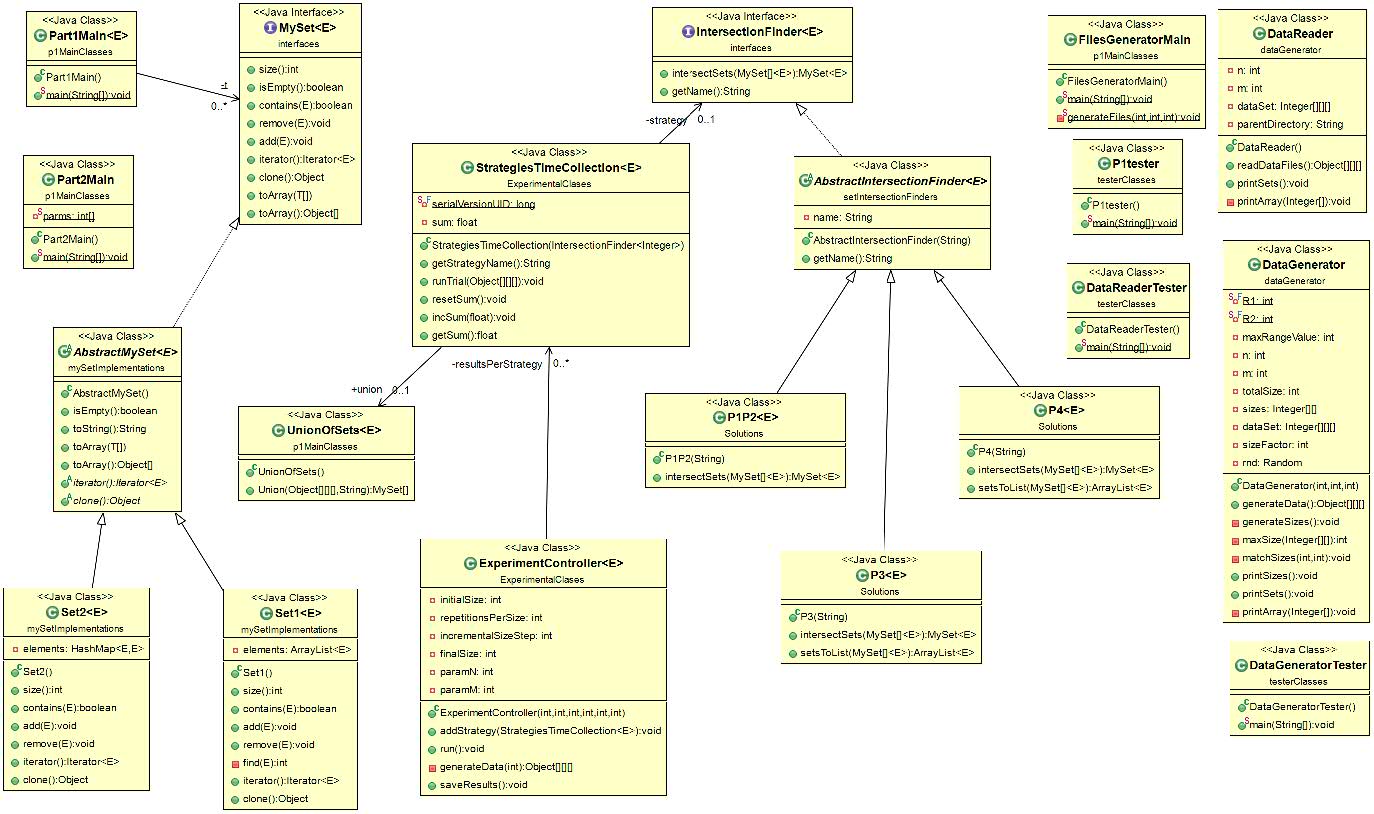 <<Java Class>>
Part1Main<E>
p1MainClasses
Part1Main()
main(String[]):void
-t
0..*
<<Java Interface>>
MySet<E>
interfaces
size():int
isEmpty():boolean
contains(E):boolean
remove(E):void
add(E):void
iterator():Iterator<E>
clone():Object
toArray(T[])
toArray():Object[]
<<Java Interface>>
IntersectionFinder<E>
interfaces
intersectSets(MySet[]<E>):MySet<E>
getName():String
<<Java Class>>
FilesGeneratorMain
p1MainClasses
FilesGeneratorMain()
main(String[]):void
generateFiles(int,int,int):void
<<Java Class>>
DataReader
dataGenerator
n: int
m: int
dataSet: Integer[][][]
parentDirectory: String
DataReader()
readDataFiles():Object[][][]
printSets():void
printArray(Integer[]):void
<<Java Class>>
Part2Main
p1MainClasses
parms: int[]
Part2Main()
main(String[]):void
-strategy
0..1
<<Java Class>>
StrategiesTimeCollection<E>
ExperimentalClases
serialVersionUID: long
sum: float
StrategiesTimeCollection(IntersectionFinder<Integer>)
getStrategyName():String
runTrial(Object[][][]):void
resetSum():void
incSum(float):void
getSum():float
<<Java Class>>
AbstractIntersectionFinder<E>
setIntersectionFinders
name: String
AbstractIntersectionFinder(String)
getName():String
<<Java Class>>
P1tester
testerClasses
P1tester()
main(String[]):void
<<Java Class>>
DataReaderTester
testerClasses
DataReaderTester()
main(String[]):void
<<Java Class>>
DataGenerator
dataGenerator
R1: int
R2: int
maxRangeValue: int
n: int
m: int
totalSize: int
sizes: Integer[][]
dataSet: Integer[][][]
sizeFactor: int
rnd: Random
DataGenerator(int,int,int)
generateData():Object[][][]
generateSizes():void
maxSize(Integer[][]):int
matchSizes(int,int):void
printSizes():void
printSets():void
printArray(Integer[]):void
<<Java Class>>
AbstractMySet<E>
mySetImplementations
AbstractMySet()
isEmpty():boolean
toString():String
toArray(T[])
toArray():Object[]
iterator():Iterator<E>
clone():Object
+union
0..1
-resultsPerStrategy
0..*
<<Java Class>>
UnionOfSets<E>
p1MainClasses
UnionOfSets()
Union(Object[][][],String):MySet[]
<<Java Class>>
P1P2<E>
Solutions
P1P2(String)
intersectSets(MySet[]<E>):MySet<E>
<<Java Class>>
P4<E>
Solutions
P4(String)
intersectSets(MySet[]<E>):MySet<E>
setsToList(MySet[]<E>):ArrayList<E>
<<Java Class>>
Set2<E>
mySetImplementations
elements: HashMap<E,E>
Set2()
size():int
contains(E):boolean
add(E):void
remove(E):void
iterator():Iterator<E>
clone():Object
<<Java Class>>
Set1<E>
mySetImplementations
elements: ArrayList<E>
Set1()
size():int
contains(E):boolean
add(E):void
remove(E):void
find(E):int
iterator():Iterator<E>
clone():Object
<<Java Class>>
ExperimentController<E>
ExperimentalClases
initialSize: int
repetitionsPerSize: int
incrementalSizeStep: int
finalSize: int
paramN: int
paramM: int
ExperimentController(int,int,int,int,int,int)
addStrategy(StrategiesTimeCollection<E>):void
run():void
generateData(int):Object[][][]
saveResults():void
<<Java Class>>
P3<E>
Solutions
P3(String)
intersectSets(MySet[]<E>):MySet<E>
setsToList(MySet[]<E>):ArrayList<E>
<<Java Class>>
DataGeneratorTester
testerClasses
DataGeneratorTester()
main(String[]):void